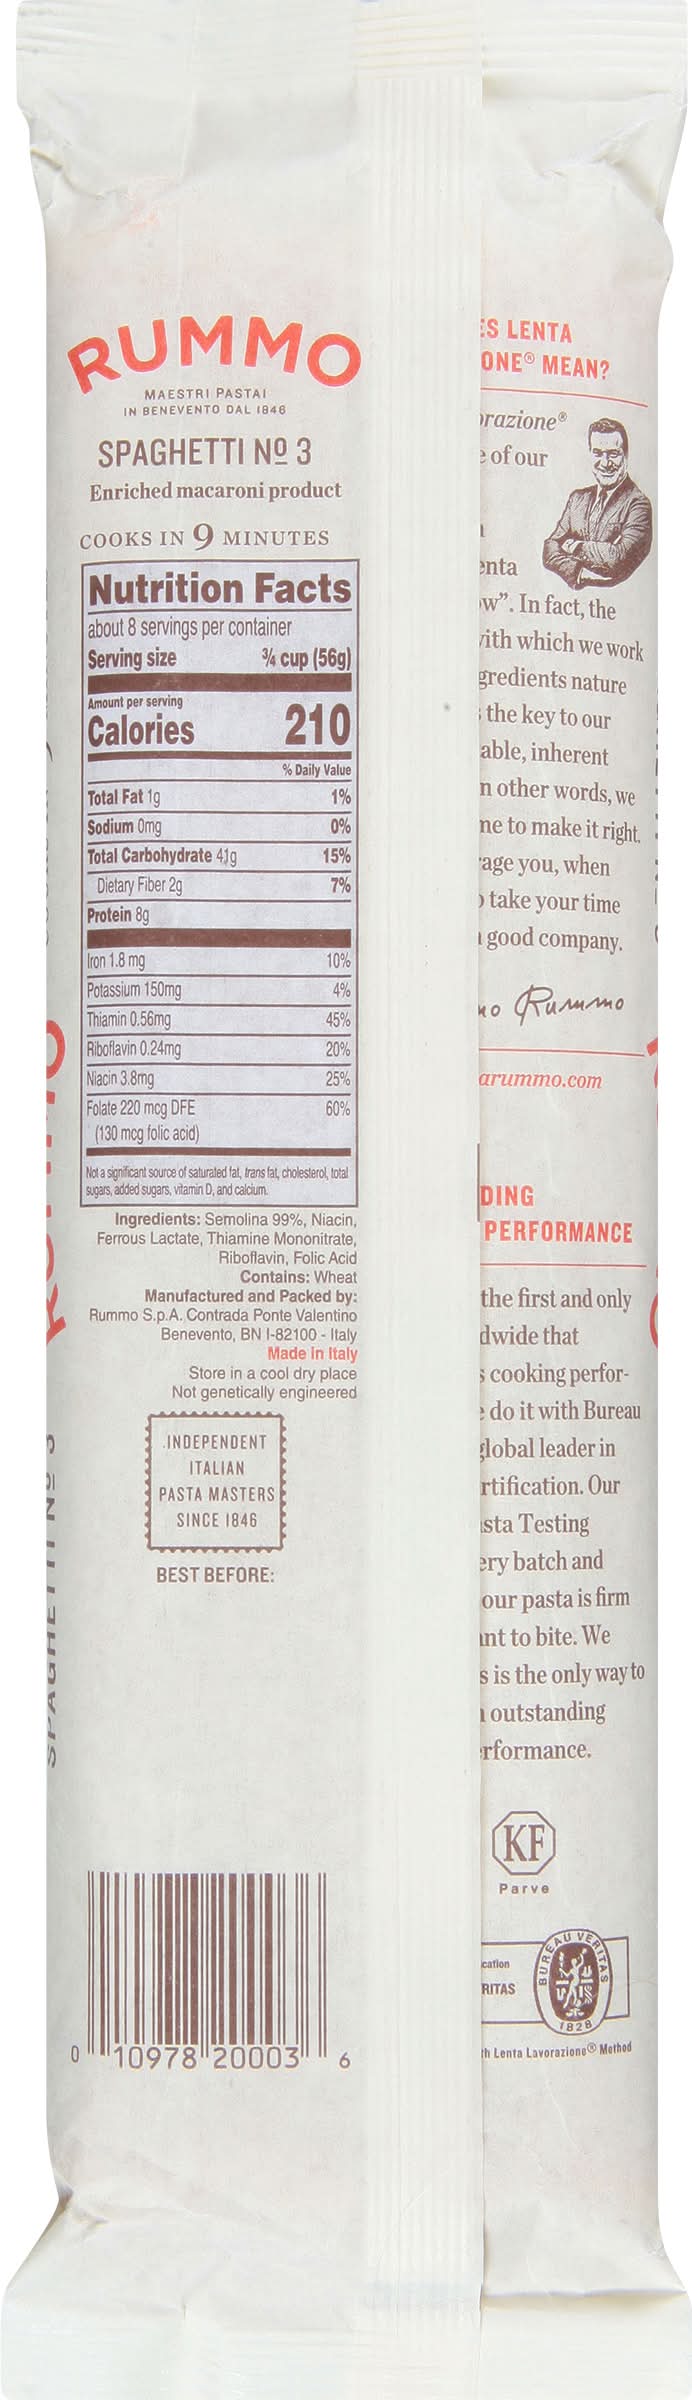 RUMMO
MAESTRI PASTAI
IN BENEVENTO DAL 1846
SPAGHETTI Nº 3
Enriched macaroni product
COOKS IN 9 MINUTES
Nutrition Facts
about 8 servings per container
Serving size ¾ cup (56g)
Amount per serving
Calories 210
% Daily Value
Total Fat 1g 1%
Sodium 0mg 0%
Total Carbohydrate 41g 15%
Dietary Fiber 2g 7%
Protein 8g
Iron 1.8 mg 10%
Potassium 150mg 4%
Thiamin 0.56mg 45%
Riboflavin 0.24mg 20%
Niacin 3.8mg 25%
Folate 220 mcg DFE 60%
(130 mcg folic acid)
Not a significant source of saturated fat, trans fat, cholesterol, total
sugars, added sugars, vitamin D, and calcium.
Ingredients: Semolina 99%, Niacin,
Ferrous Lactate, Thiamine Mononitrate,
Riboflavin, Folic Acid
Contains: Wheat
Manufactured and Packed by:
Rummo S.p.A. Contrada Ponte Valentino
Benevento, BN I-82100 - Italy
Made in Italy
Store in a cool dry place
Not genetically engineered
INDEPENDENT
ITALIAN
PASTA MASTERS
SINCE 1846
BEST BEFORE:
0 10978 20003 6
SPAGHETTI Nº 3
RUMMO
ES LENTA
ONE® MEAN?
orazione®
e of our
enta
ow". In fact, the
with which we work
gredients nature
s the key to our
able, inherent
n other words, we
me to make it right.
rage you, when
o take your time
n good company.
mo Rummo
arummo.com
DING
PERFORMANCE
the first and only
dwide that
s cooking perfor-
e do it with Bureau
global leader in
rtification. Our
asta Testing
ery batch and
our pasta is firm
ant to bite. We
s is the only way to
n outstanding
erformance.
KF
Parve
cation
RITAS
BUREAU VERITAS
1828
th Lenta Lavorazione® Method